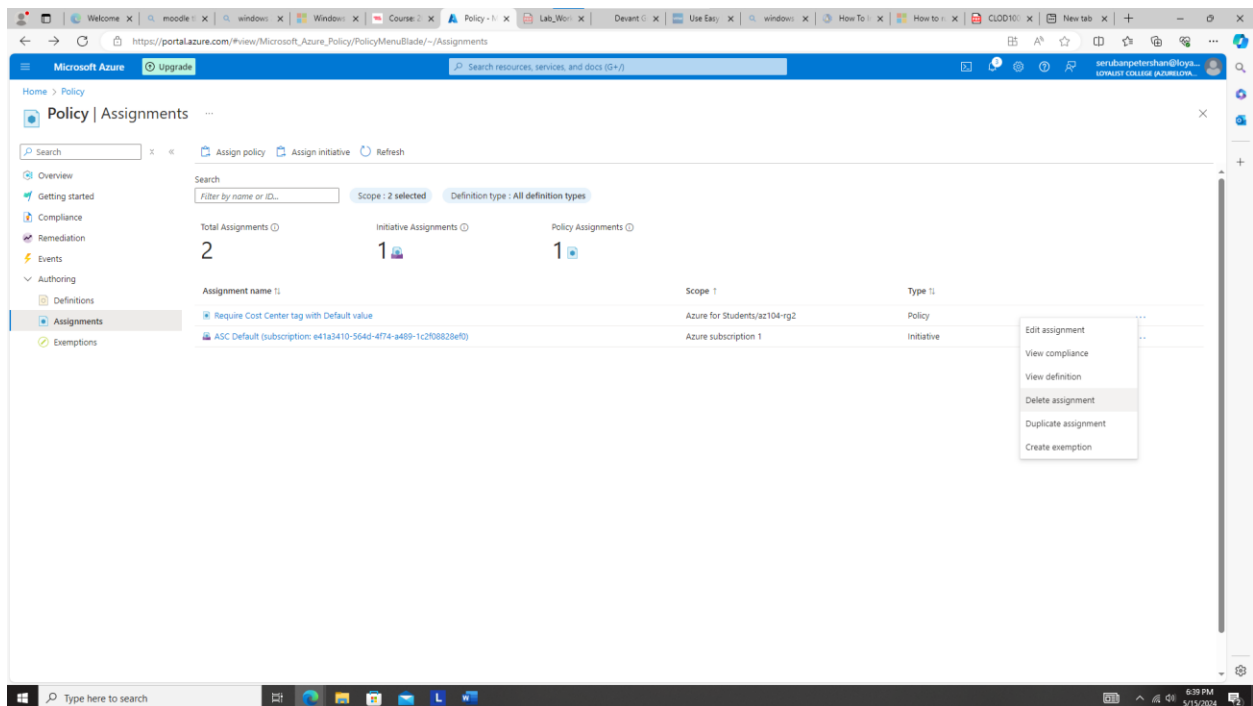 Welcome
moodle
windows
Windows
Course: 2
Policy - M
Lab_Wor
Devant
Use Easy
windows
How To
How to
CLOD10
New tab
https://portal.azure.com/#view/Microsoft_Azure_Policy/PolicyMenuBlade/~/Assignments
Microsoft Azure
Upgrade
Search resources, services, and docs (G+/)
3
serubanpetershan@loya...
LOYALIST COLLEGE (AZURELOYA...
Home > Policy
Policy | Assignments ...
Search
Assign policy
Assign initiative
Refresh
Overview
Getting started
Compliance
Remediation
Events
Authoring
Definitions
Assignments
Exemptions
Search
Filter by name or ID...
Scope : 2 selected
Definition type : All definition types
Total Assignments
Initiative Assignments
Policy Assignments
2
1
1
Assignment name
Scope
Type
Require Cost Center tag with Default value
Azure for Students/az104-rg2
Policy
ASC Default (subscription: e41a3410-564d-4f74-a489-1c2f08828ef0)
Azure subscription 1
Initiative
Edit assignment
View compliance
View definition
Delete assignment
Duplicate assignment
Create exemption
Type here to search
L
W
6:39 PM
5/15/2024
2